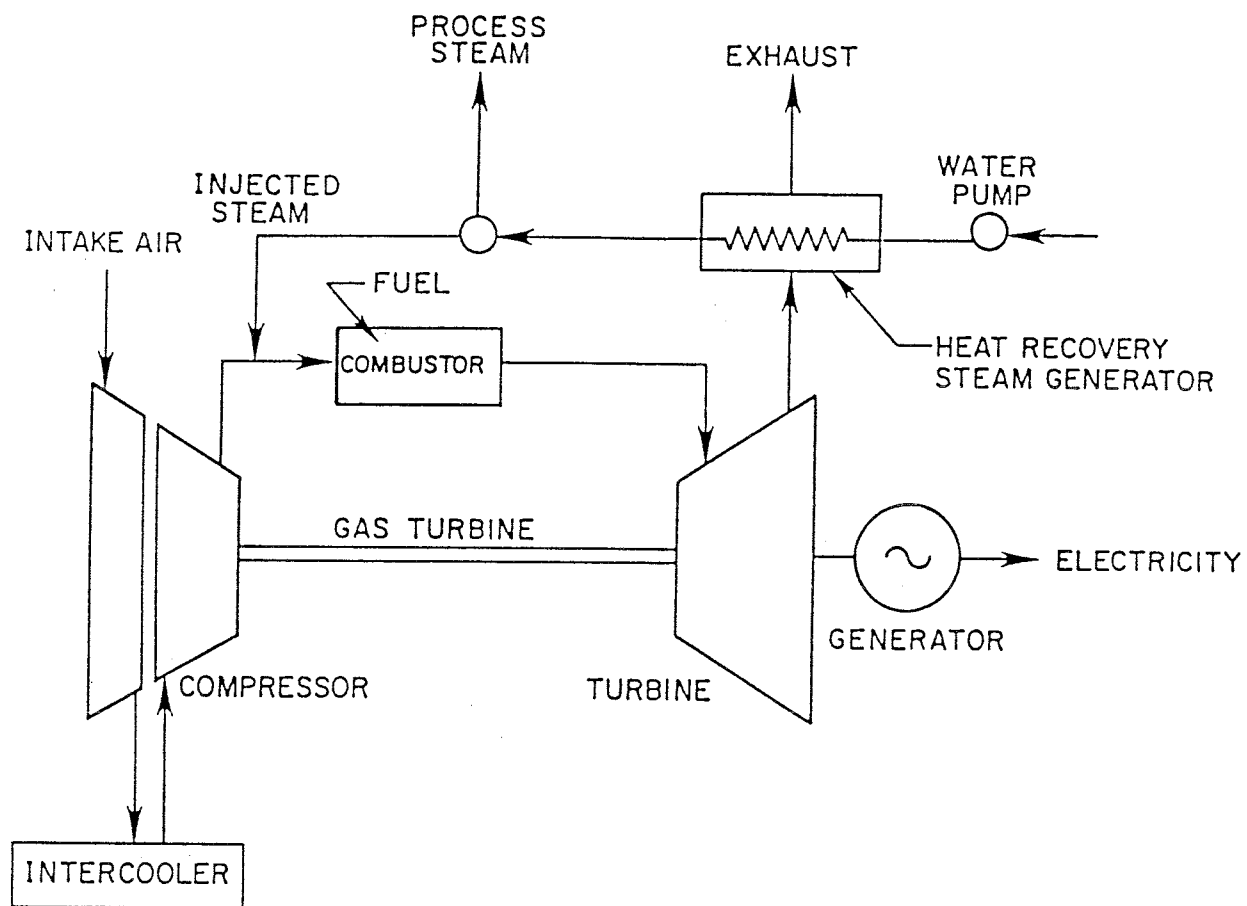 PROCESS
STEAM
EXHAUST
WATER
PUMP
INJECTED
STEAM
INTAKE AIR
FUEL
COMBUSTOR
HEAT RECOVERY
STEAM GENERATOR
GAS TURBINE
ELECTRICITY
GENERATOR
COMPRESSOR
TURBINE
INTERCOOLER